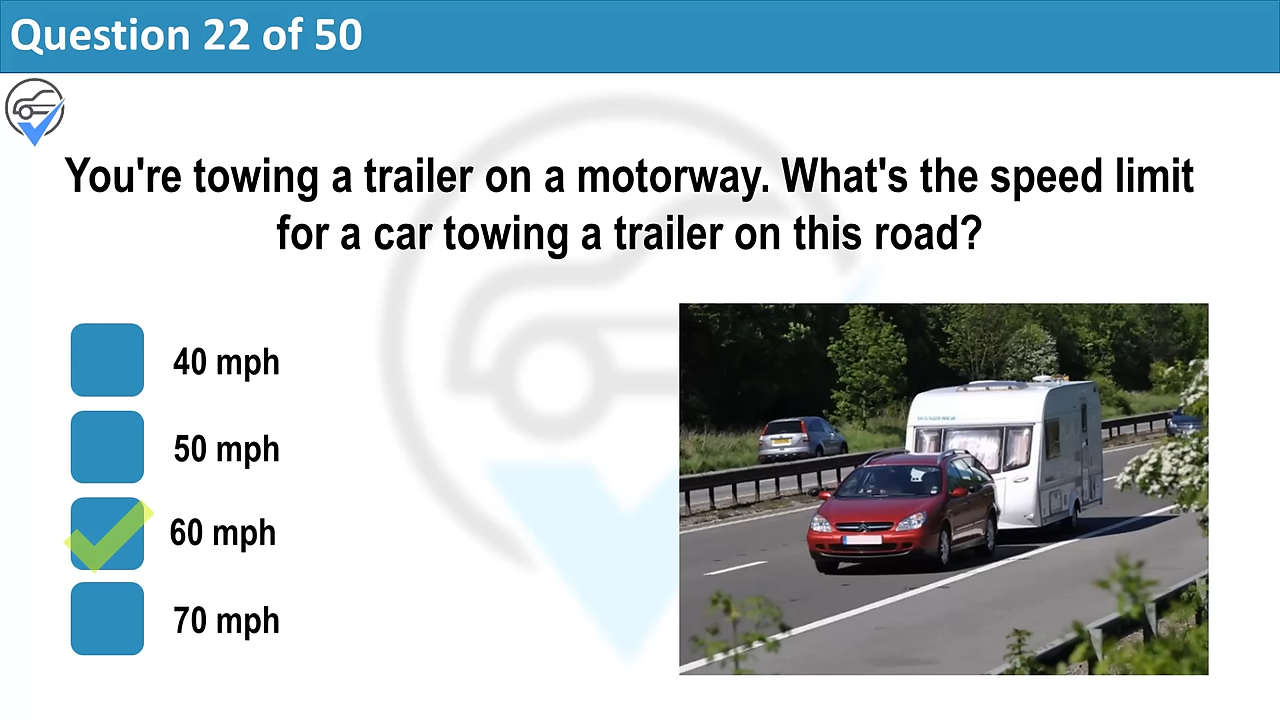 Question 22 of 50
You're towing a trailer on a motorway. What's the speed limit
for a car towing a trailer on this road?
40 mph
50 mph
60 mph
70 mph